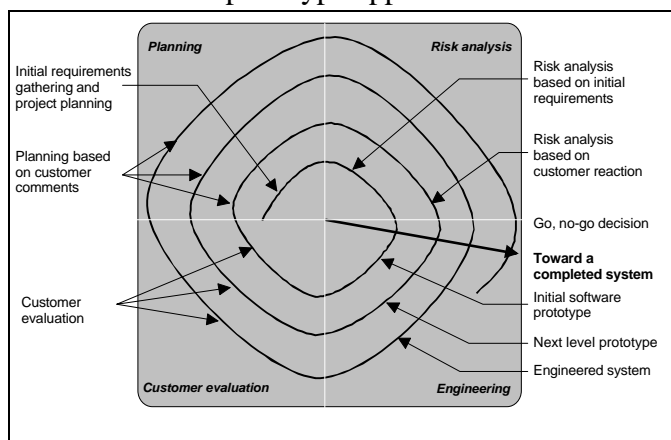 Planning
Risk analysis
Initial requirements
gathering and
project planning
Planning based
on customer
comments
Customer
evaluation
Risk analysis
based on initial
requirements
Risk analysis
based on
customer
reaction
Go, no-go decision
Toward a
completed system
Initial software
prototype
Next level prototype
Engineered system
Customer evaluation
Engineering